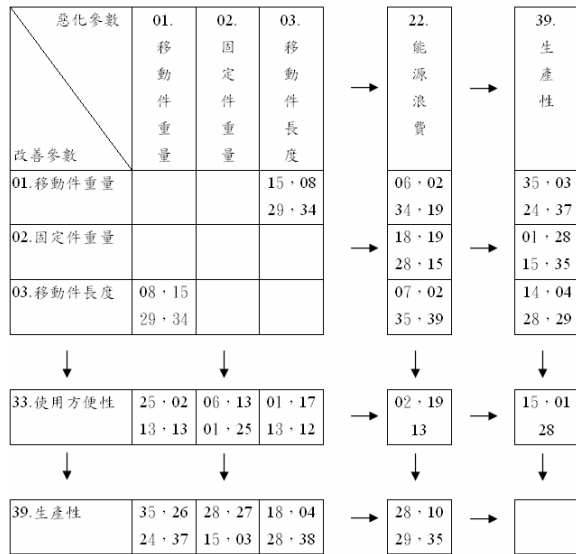 惡化參數 01.移動件重量 02.固定件重量 03.移動件長度 22.能源浪費 39.生產性
改善參數
01.移動件重量 15，08 06，02 35，03
29，34 34，19 24，37
02.固定件重量 18，19 01，28
28，15 15，35
03.移動件長度 08，15 07，02 14，04
29，34 35，39 28，29
33.使用方便性 25，02 06，13 01，17 02，19 15，01
13，13 01，25 13，12 13 28
39.生產性 35，26 28，27 18，04 28，10
24，37 15，03 28，38 29，35